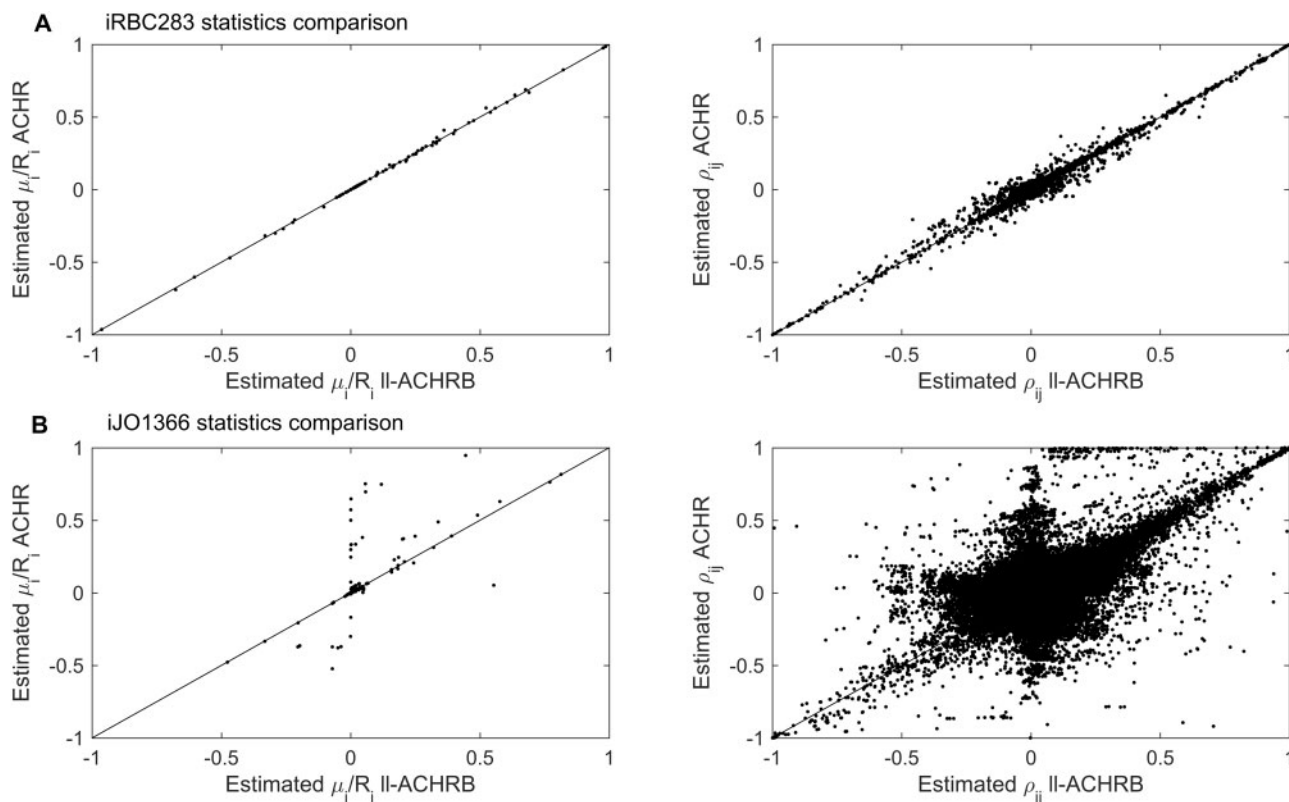 A iRBC283 statistics comparison
1
0.5
0
-0.5
-1
-1 -0.5 0 0.5 1
Estimated μi/Ri ACHR
Estimated μi/Ri ll-ACHRB
1
0.5
0
-0.5
-1
-1 -0.5 0 0.5 1
Estimated ρij ACHR
Estimated ρij ll-ACHRB
B iJO1366 statistics comparison
1
0.5
0
-0.5
-1
-1 -0.5 0 0.5 1
Estimated μi/Ri ACHR
Estimated μi/Ri ll-ACHRB
1
0.5
0
-0.5
-1
-1 -0.5 0 0.5 1
Estimated ρij ACHR
Estimated ρij ll-ACHRB